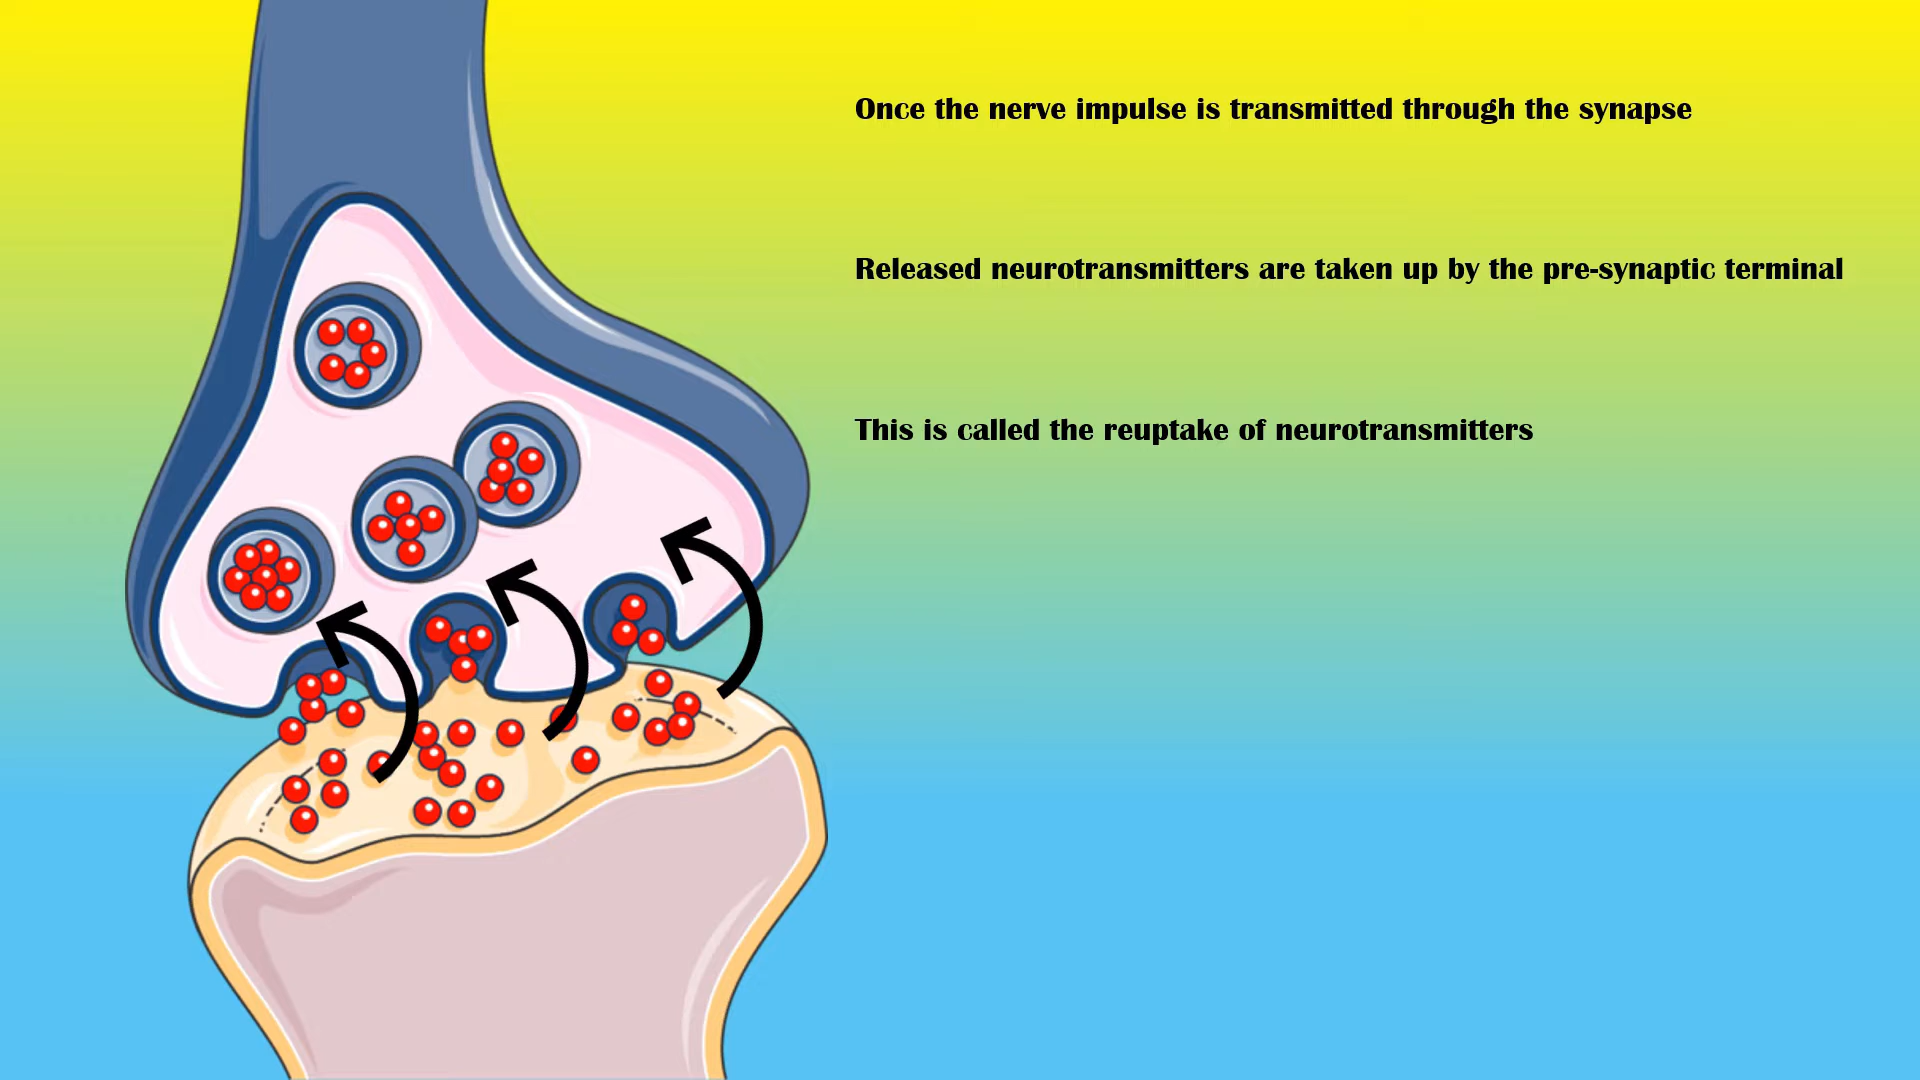 Once the nerve impulse is transmitted through the synapse
Released neurotransmitters are taken up by the pre-synaptic terminal
This is called the reuptake of neurotransmitters